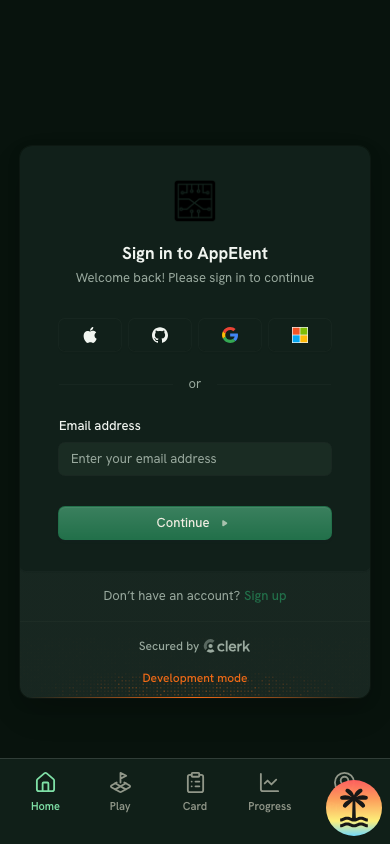 Sign in to AppElent
Welcome back! Please sign in to continue
or
Email address
Enter your email address
Continue
Don’t have an account? Sign up
Secured by clerk
Development mode
Home
Play
Card
Progress